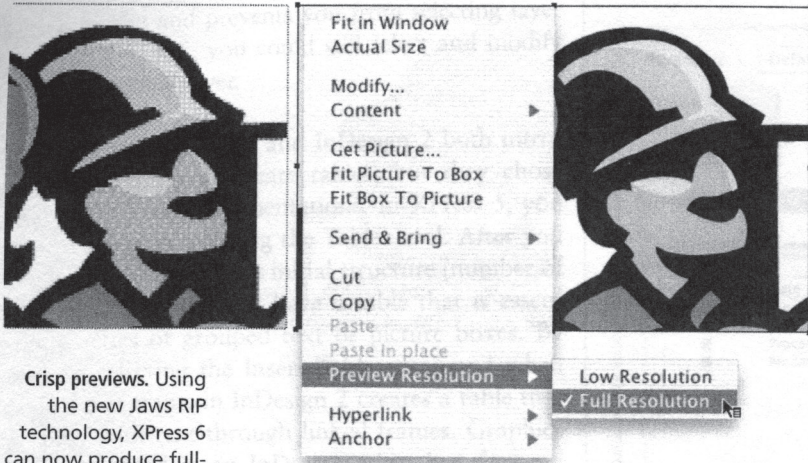 Fit in Window
Actual Size
Modify...
Content
Get Picture...
Fit Picture To Box
Fit Box To Picture
Send & Bring
Cut
Copy
Paste
Paste in place
Preview Resolution
Low Resolution
✓ Full Resolution
Hyperlink
Anchor
Crisp previews. Using
the new Jaws RIP
technology, XPress 6
can now produce full-